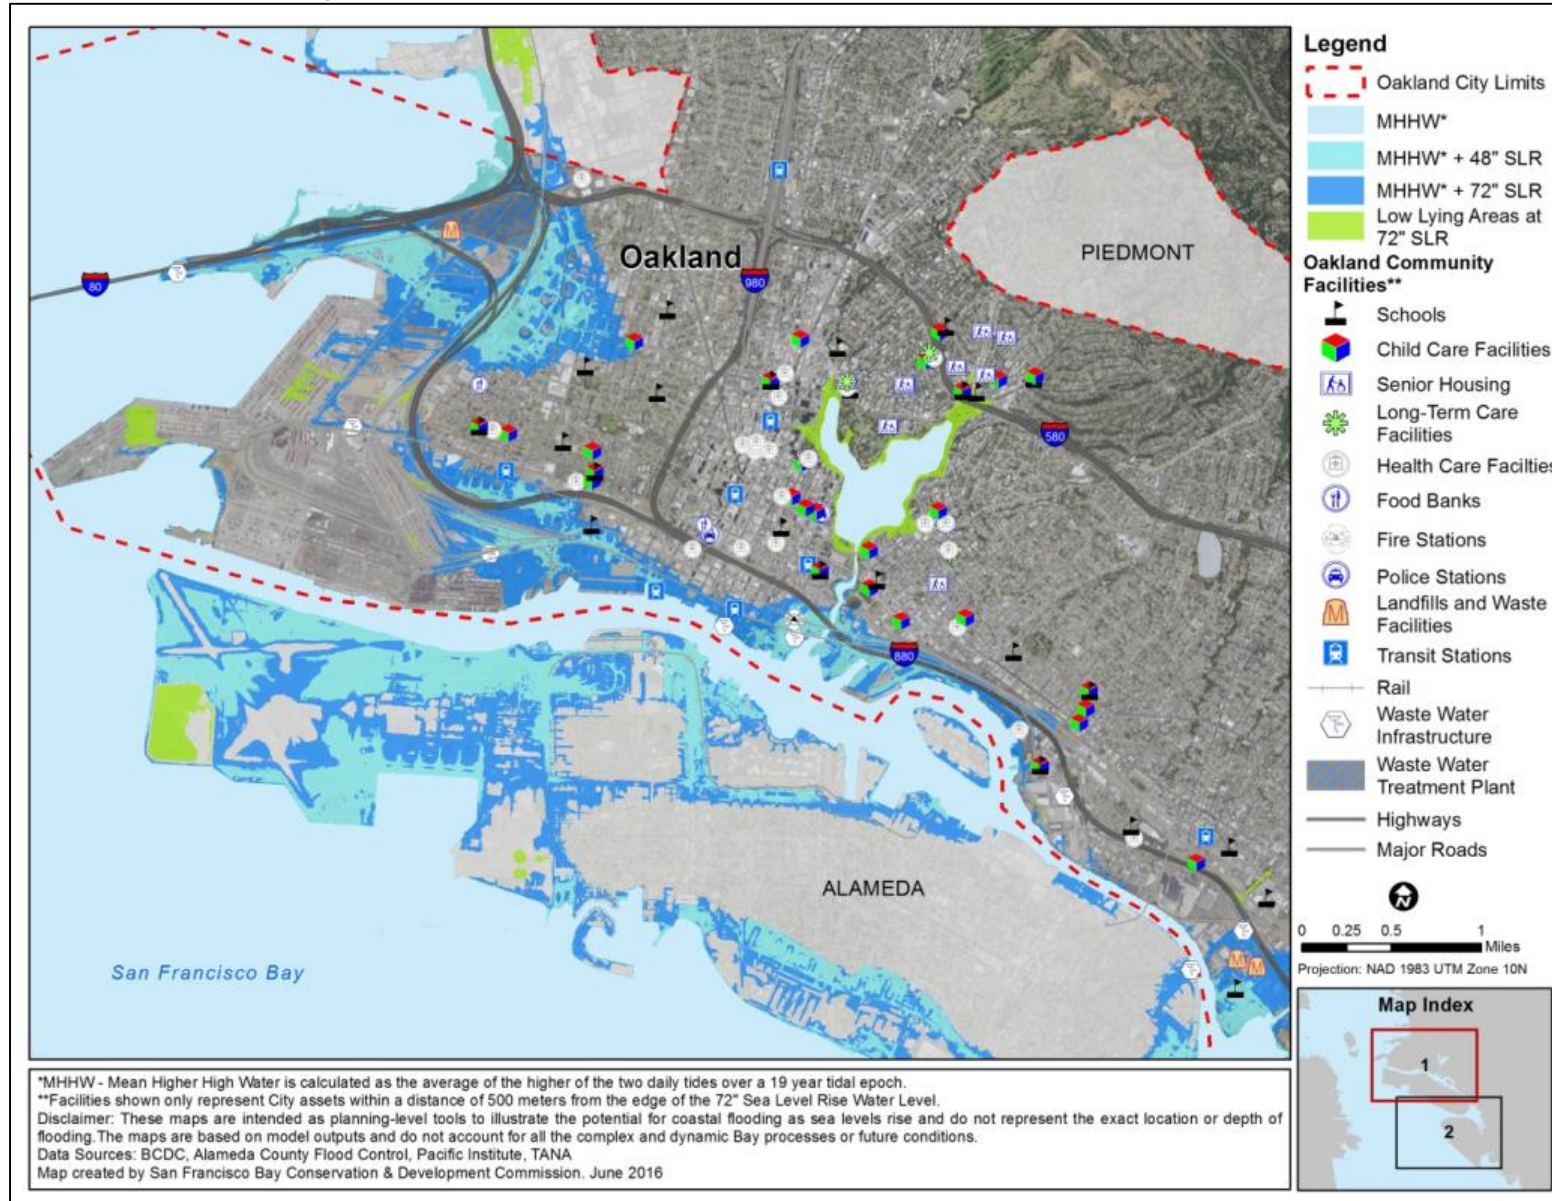 Oakland
PIEDMONT
80
980
580
880
ALAMEDA
San Francisco Bay
Legend
Oakland City Limits
MHHW*
MHHW* + 48" SLR
MHHW* + 72" SLR
Low Lying Areas at
72" SLR
Oakland Community
Facilities**
Schools
Child Care Facilities
Senior Housing
Long-Term Care
Facilities
Health Care Facilties
Food Banks
Fire Stations
Police Stations
Landfills and Waste
Facilities
Transit Stations
Rail
Waste Water
Infrastructure
Waste Water
Treatment Plant
Highways
Major Roads
N
0 0.25 0.5 1
Miles
Projection: NAD 1983 UTM Zone 10N
Map Index
1
2
*MHHW - Mean Higher High Water is calculated as the average of the higher of the two daily tides over a 19 year tidal epoch.
**Facilities shown only represent City assets within a distance of 500 meters from the edge of the 72" Sea Level Rise Water Level.
Disclaimer: These maps are intended as planning-level tools to illustrate the potential for coastal flooding as sea levels rise and do not represent the exact location or depth of
flooding.The maps are based on model outputs and do not account for all the complex and dynamic Bay processes or future conditions.
Data Sources: BCDC, Alameda County Flood Control, Pacific Institute, TANA
Map created by San Francisco Bay Conservation & Development Commission. June 2016